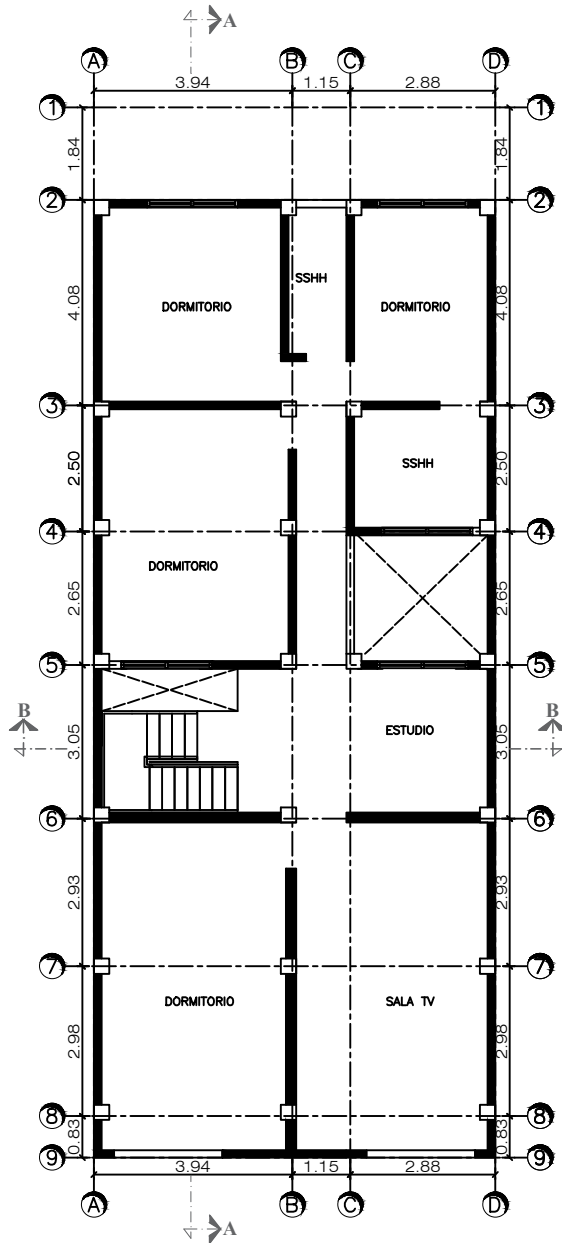 A
A B C D
3.94 1.15 2.88
1 1
1.84 1.84
2 2
SSHH
DORMITORIO DORMITORIO
4.08 4.08
3 3
SSHH
2.50 2.50
4 4
DORMITORIO
2.65 2.65
5 5
B B
ESTUDIO
3.05 3.05
6 6
2.93 2.93
7 7
DORMITORIO SALA TV
2.98 2.98
8 8
0.83 0.83
9 9
3.94 1.15 2.88
A B C D
A